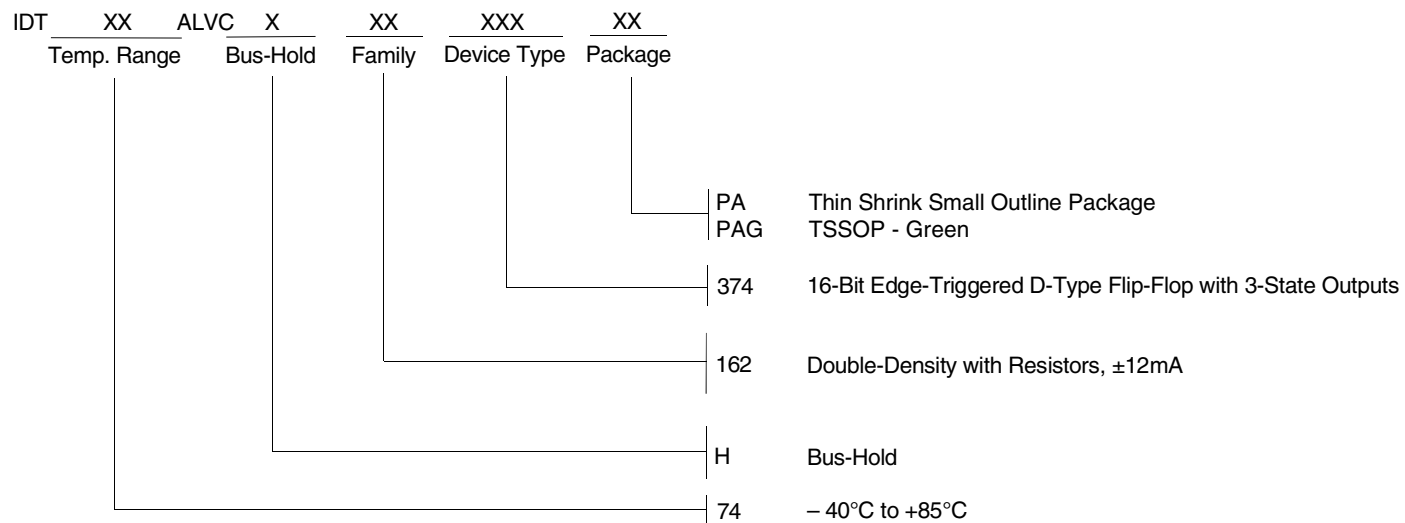 IDT XX ALVC X XX XXX XX
Temp. Range Bus-Hold Family Device Type Package
PA Thin Shrink Small Outline Package
PAG TSSOP - Green
374 16-Bit Edge-Triggered D-Type Flip-Flop with 3-State Outputs
162 Double-Density with Resistors, ±12mA
H Bus-Hold
74 – 40°C to +85°C